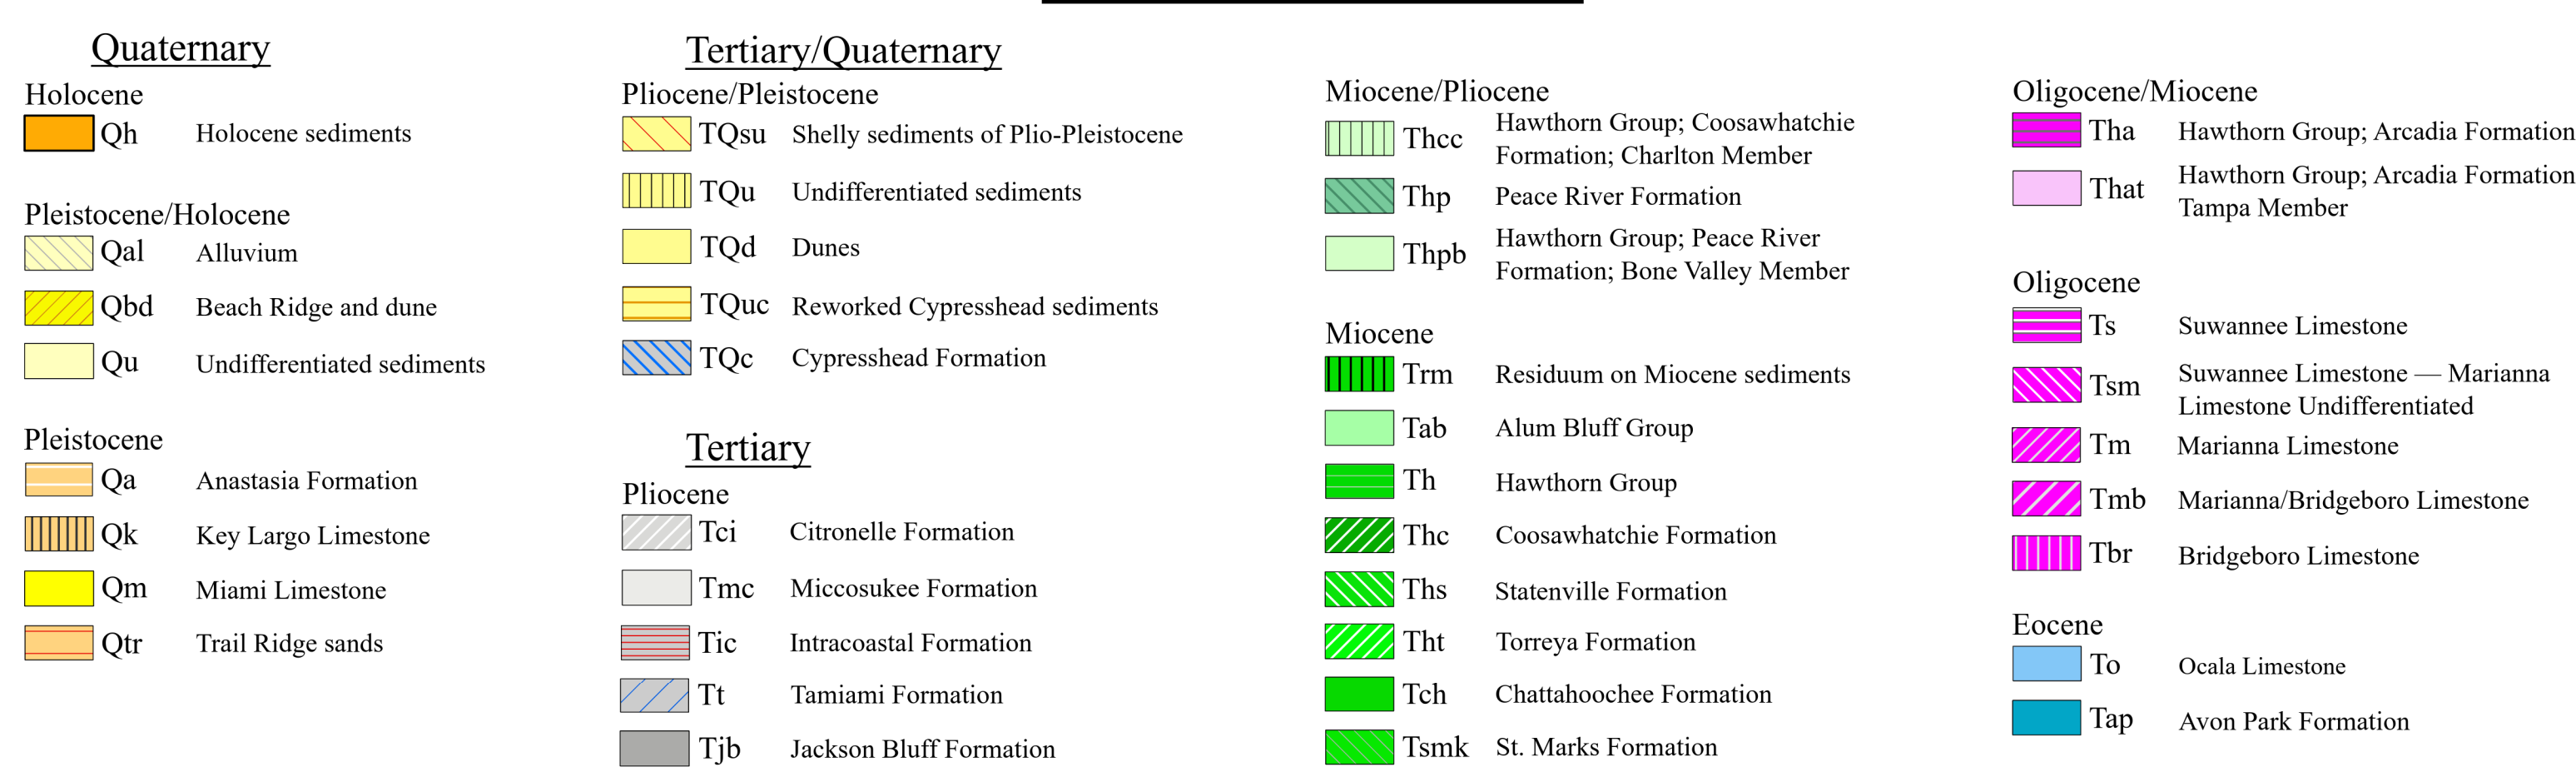 Quaternary
Holocene
Qh Holocene sediments
Pleistocene/Holocene
Qal Alluvium
Qbd Beach Ridge and dune
Qu Undifferentiated sediments
Pleistocene
Qa Anastasia Formation
Qk Key Largo Limestone
Qm Miami Limestone
Qtr Trail Ridge sands
Tertiary/Quaternary
Pliocene/Pleistocene
TQsu Shelly sediments of Plio-Pleistocene
TQu Undifferentiated sediments
TQd Dunes
TQuc Reworked Cypresshead sediments
TQc Cypresshead Formation
Tertiary
Pliocene
Tci Citronelle Formation
Tmc Miccosukee Formation
Tic Intracoastal Formation
Tt Tamiami Formation
Tjb Jackson Bluff Formation
Miocene/Pliocene
Thcc Hawthorn Group; Coosawhatchie
Formation; Charlton Member
Thp Peace River Formation
Thpb Hawthorn Group; Peace River
Formation; Bone Valley Member
Miocene
Trm Residuum on Miocene sediments
Tab Alum Bluff Group
Th Hawthorn Group
Thc Coosawhatchie Formation
Ths Statenville Formation
Tht Torreya Formation
Tch Chattahoochee Formation
Tsmk St. Marks Formation
Oligocene/Miocene
Tha Hawthorn Group; Arcadia Formation
That Hawthorn Group; Arcadia Formation
Tampa Member
Oligocene
Ts Suwannee Limestone
Tsm Suwannee Limestone — Marianna
Limestone Undifferentiated
Tm Marianna Limestone
Tmb Marianna/Bridgeboro Limestone
Tbr Bridgeboro Limestone
Eocene
To Ocala Limestone
Tap Avon Park Formation